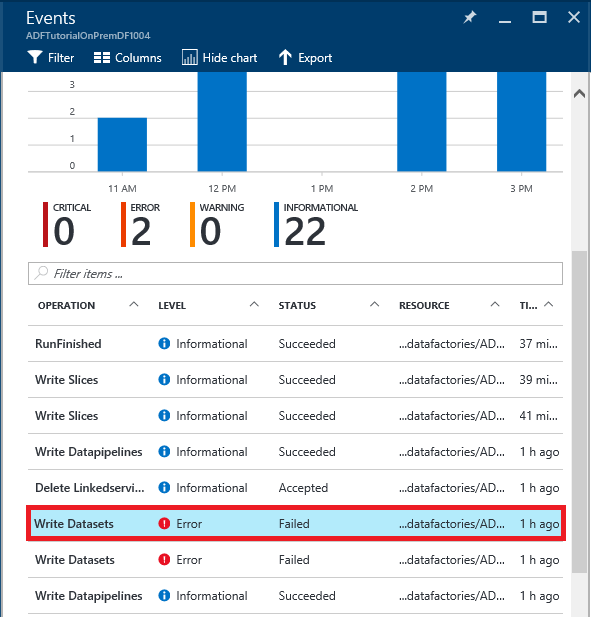 Events
ADFTutorialOnPremDF1004
Filter Columns Hide chart Export
3
2
1
0
11 AM 12 PM 1 PM 2 PM 3 PM
CRITICAL ERROR WARNING INFORMATIONAL
0 2 0 22
Filter items ...
OPERATION LEVEL STATUS RESOURCE TI...
RunFinished Informational Succeeded ...datafactories/AD... 37 mi...
Write Slices Informational Succeeded ...datafactories/AD... 39 mi...
Write Slices Informational Succeeded ...datafactories/AD... 41 mi...
Write Datapipelines Informational Succeeded ...datafactories/AD... 1 h ago
Delete Linkedservi... Informational Accepted ...datafactories/AD... 1 h ago
Write Datasets Error Failed ...datafactories/AD... 1 h ago
Write Datasets Error Failed ...datafactories/AD... 1 h ago
Write Datapipelines Informational Succeeded ...datafactories/AD... 1 h ago